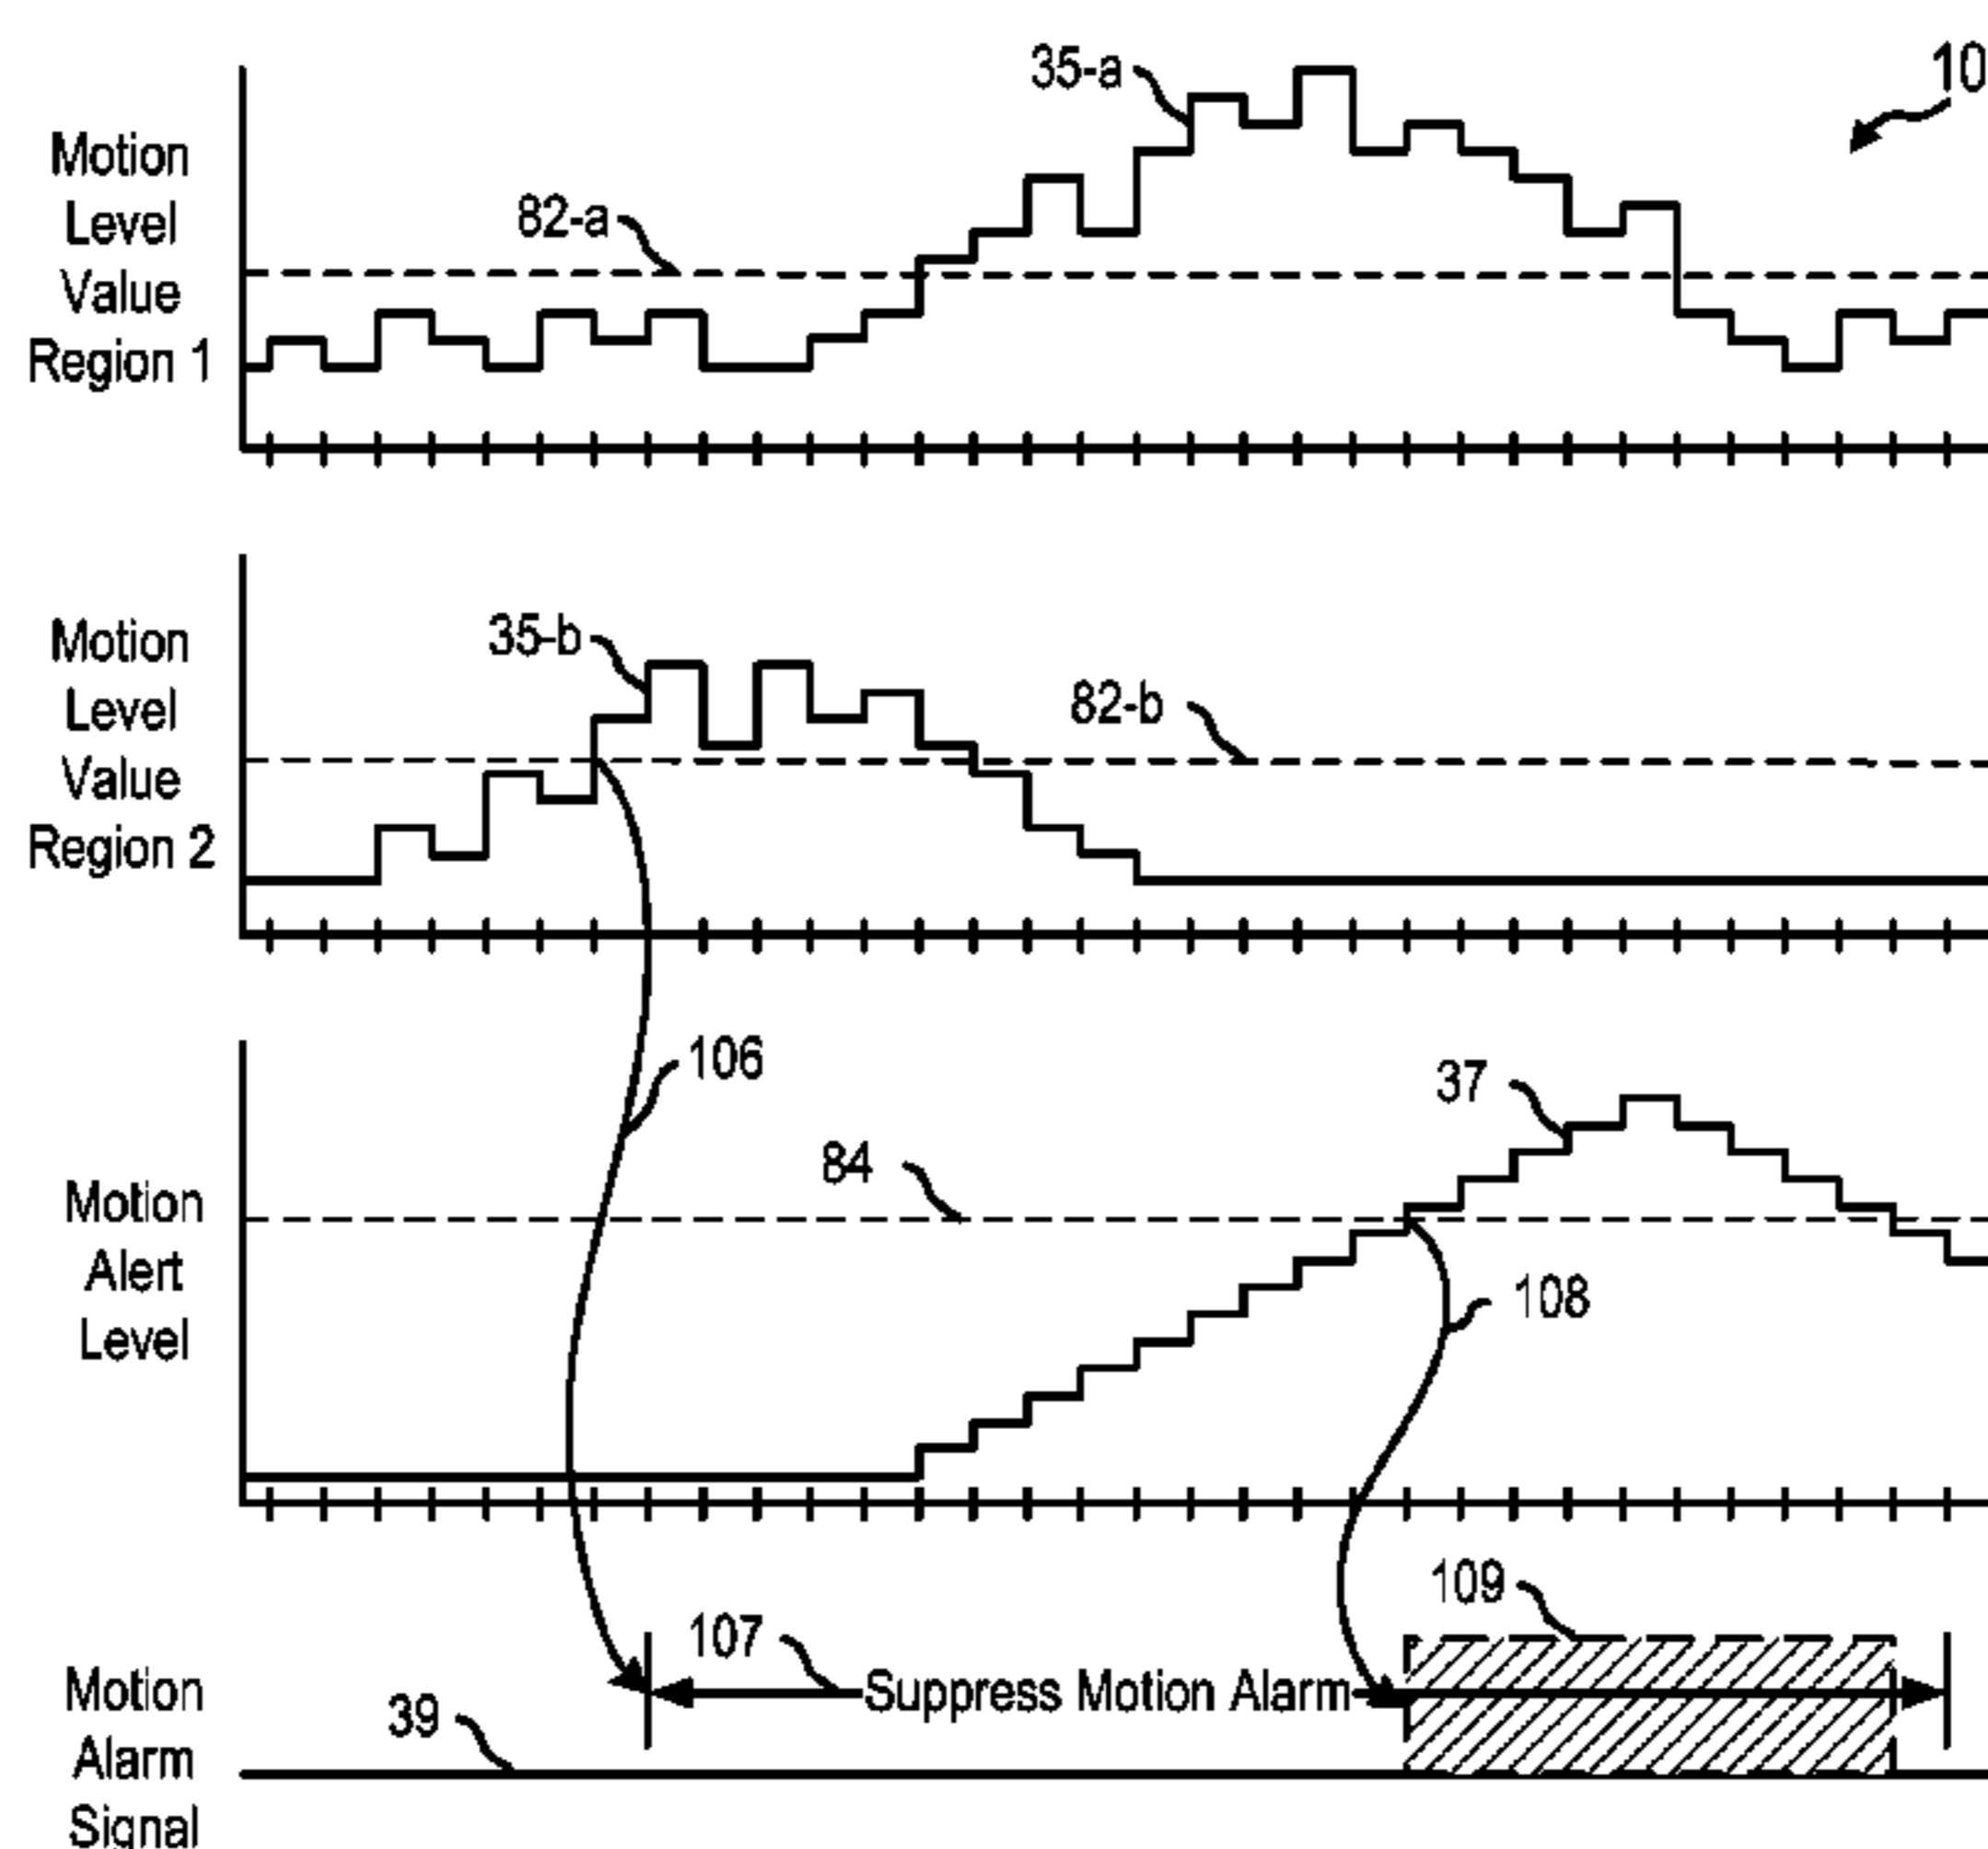 35-a
10
Motion
Level
Value
Region 1
82-a
Motion
Level
Value
Region 2
35-b
82-b
106
37
84
Motion
Alert
Level
108
109
107
Suppress Motion Alarm
39
Motion
Alarm
Signal